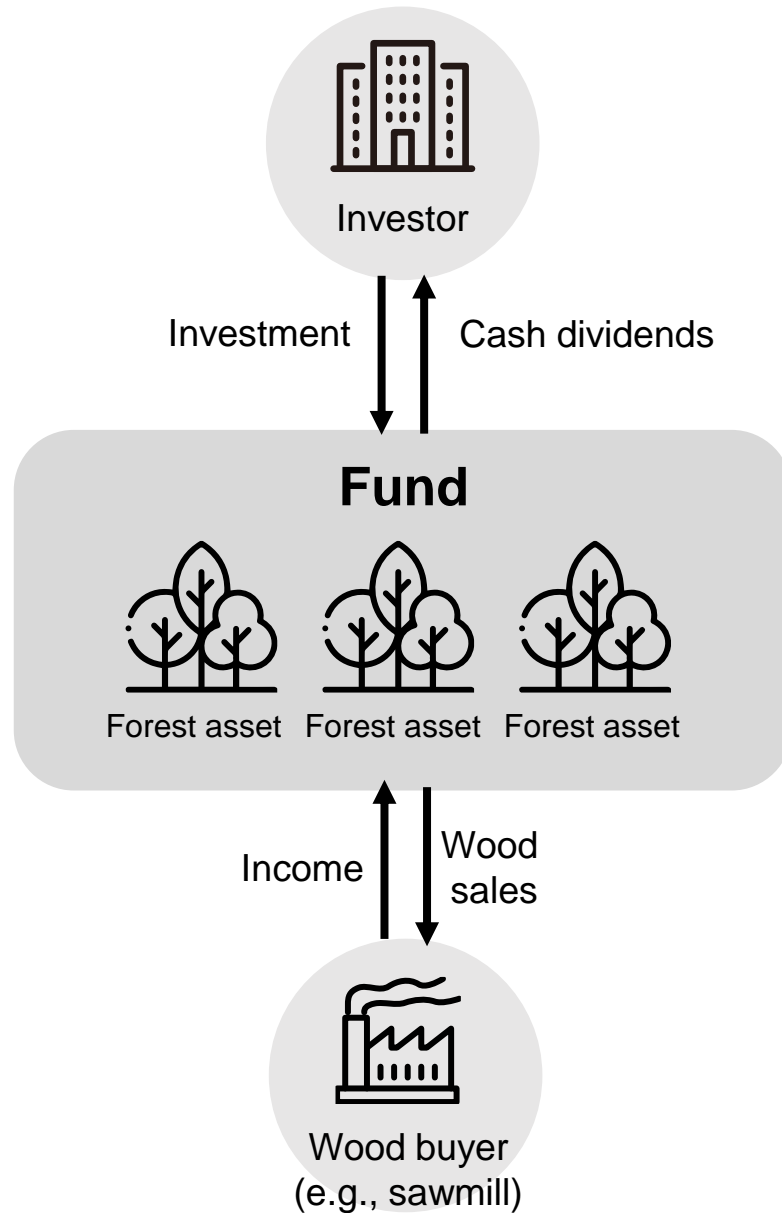 Investor
Investment
Cash dividends
Fund
Forest asset
Forest asset
Forest asset
Income
Wood
sales
Wood buyer
(e.g., sawmill)